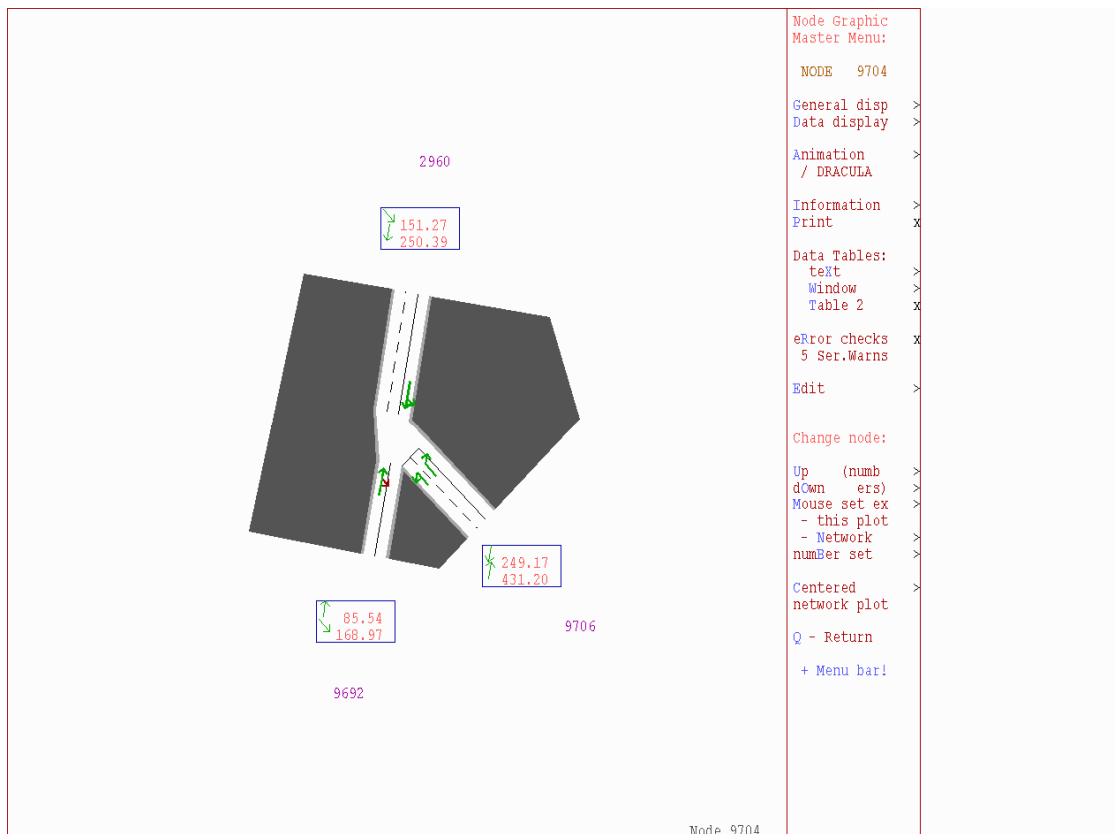 2960
151.27
250.39
249.17
431.20
85.54
168.97
9706
9692
Node 9704
Node Graphic
Master Menu:
NODE 9704
General disp >
Data display >
Animation >
/ DRACULA
Information >
Print x
Data Tables:
teXt >
Window >
Table 2 x
eRror checks x
5 Ser.Warns
Edit >
Change node:
Up (numb >
dOwn ers) >
Mouse set ex >
- this plot
- Network >
numBer set >
Centered >
network plot
Q - Return
+ Menu bar!